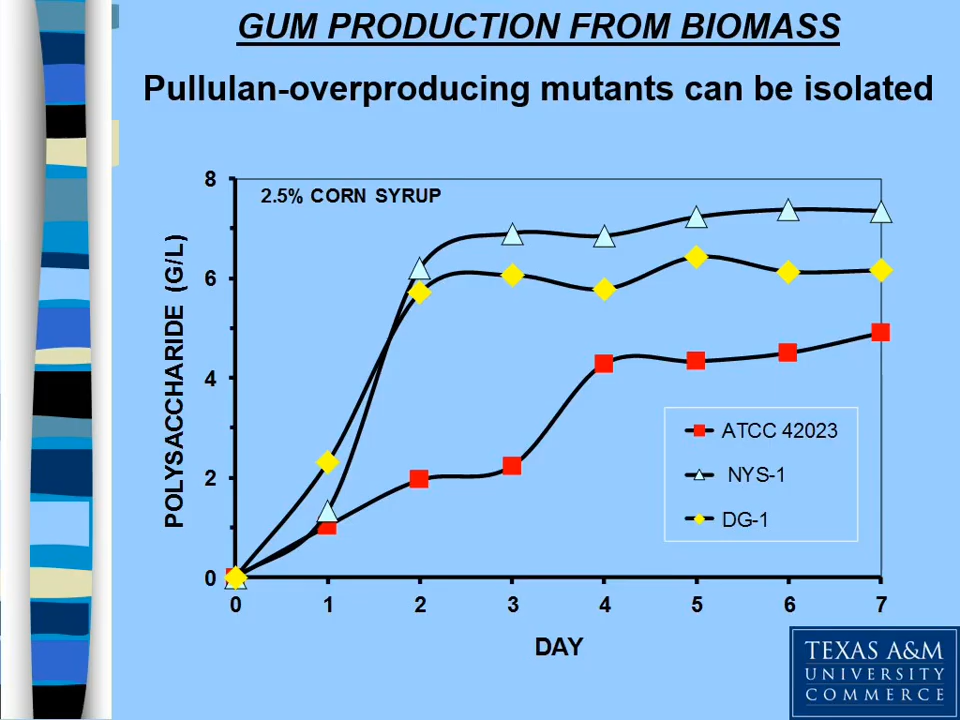 GUM PRODUCTION FROM BIOMASS
Pullulan-overproducing mutants can be isolated
2.5% CORN SYRUP
POLYSACCHARIDE (G/L)
8
6
4
2
0
0 1 2 3 4 5 6 7
DAY
ATCC 42023
NYS-1
DG-1
TEXAS A&M
UNIVERSITY
COMMERCE